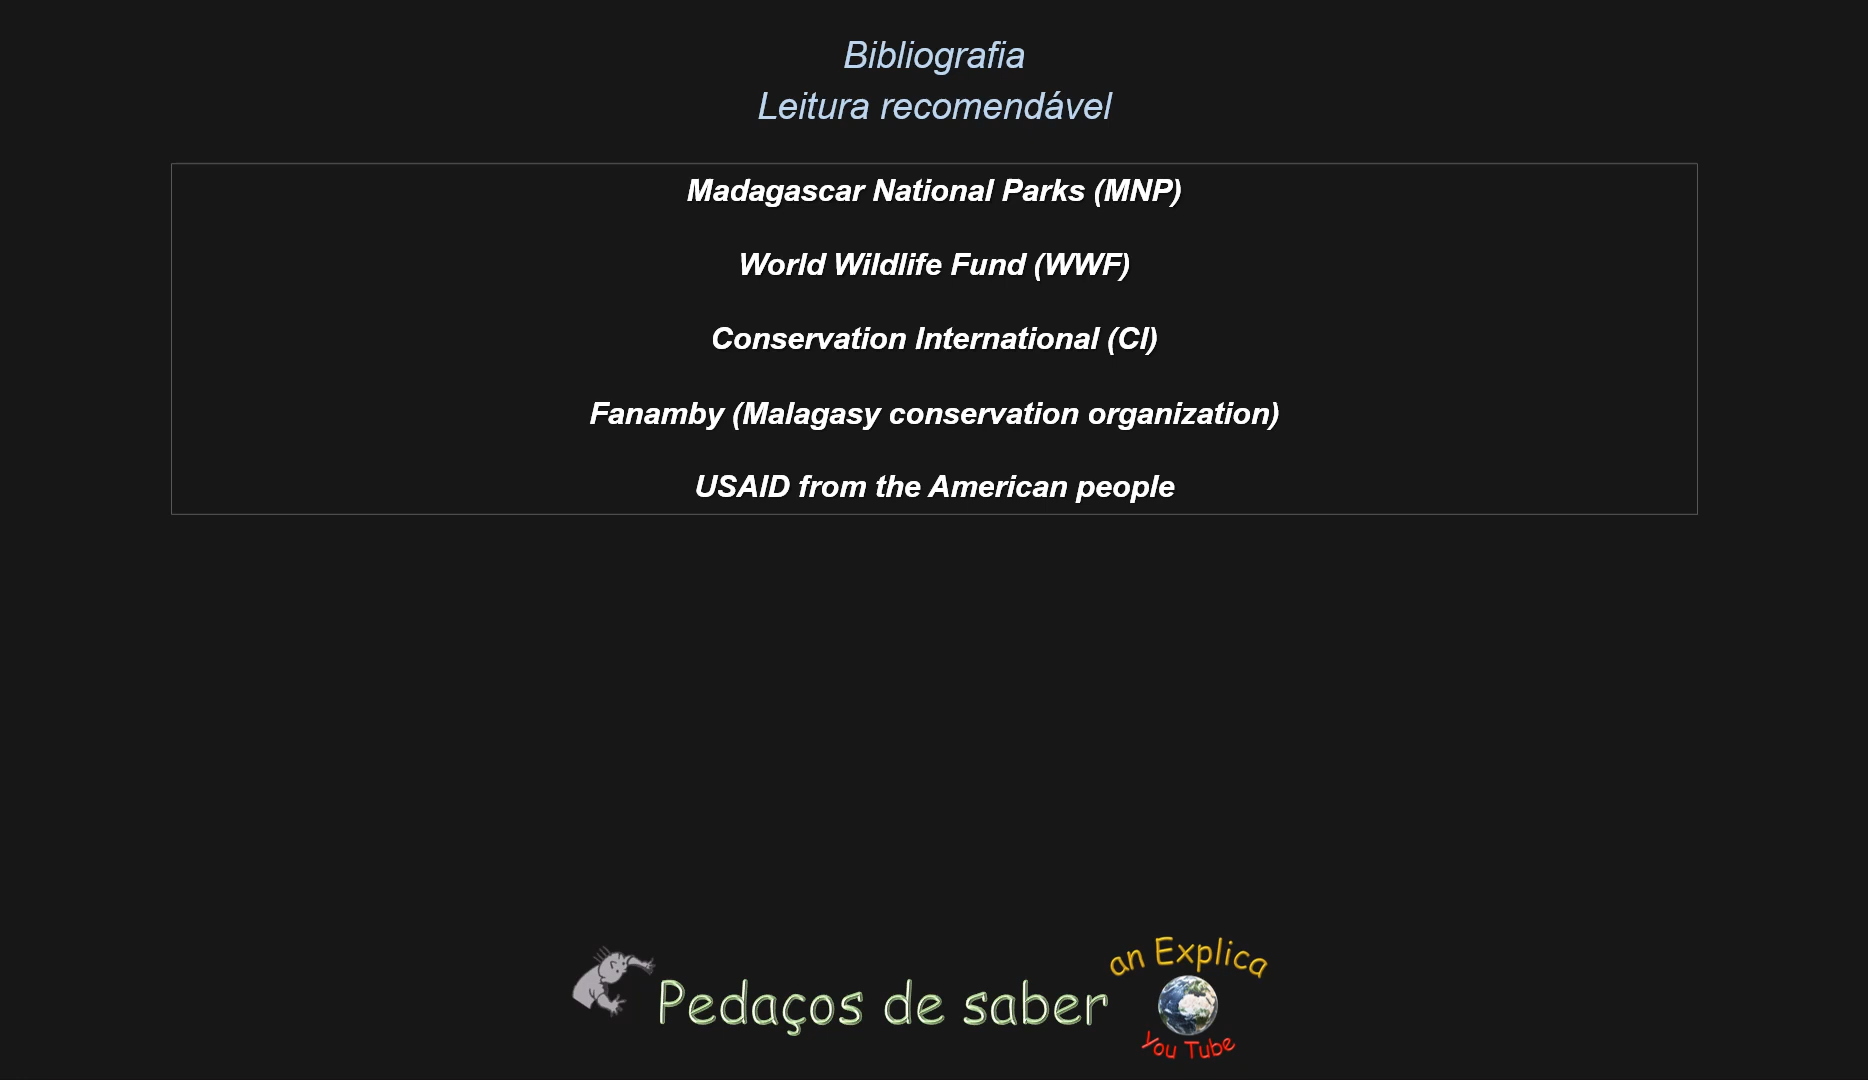 Bibliografia
Leitura recomendável
Madagascar National Parks (MNP)
World Wildlife Fund (WWF)
Conservation International (CI)
Fanamby (Malagasy conservation organization)
USAID from the American people
an Explica
Pedaços de saber
You Tube